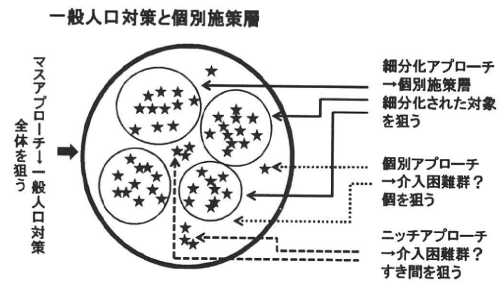 一般人口対策と個別施策層
マスアプローチ→一般人口対策
全体を狙う
細分化アプローチ
→個別施策層
細分化された対象
を狙う
個別アプローチ
→介入困難群？
個を狙う
ニッチアプローチ
→介入困難群？
すき間を狙う